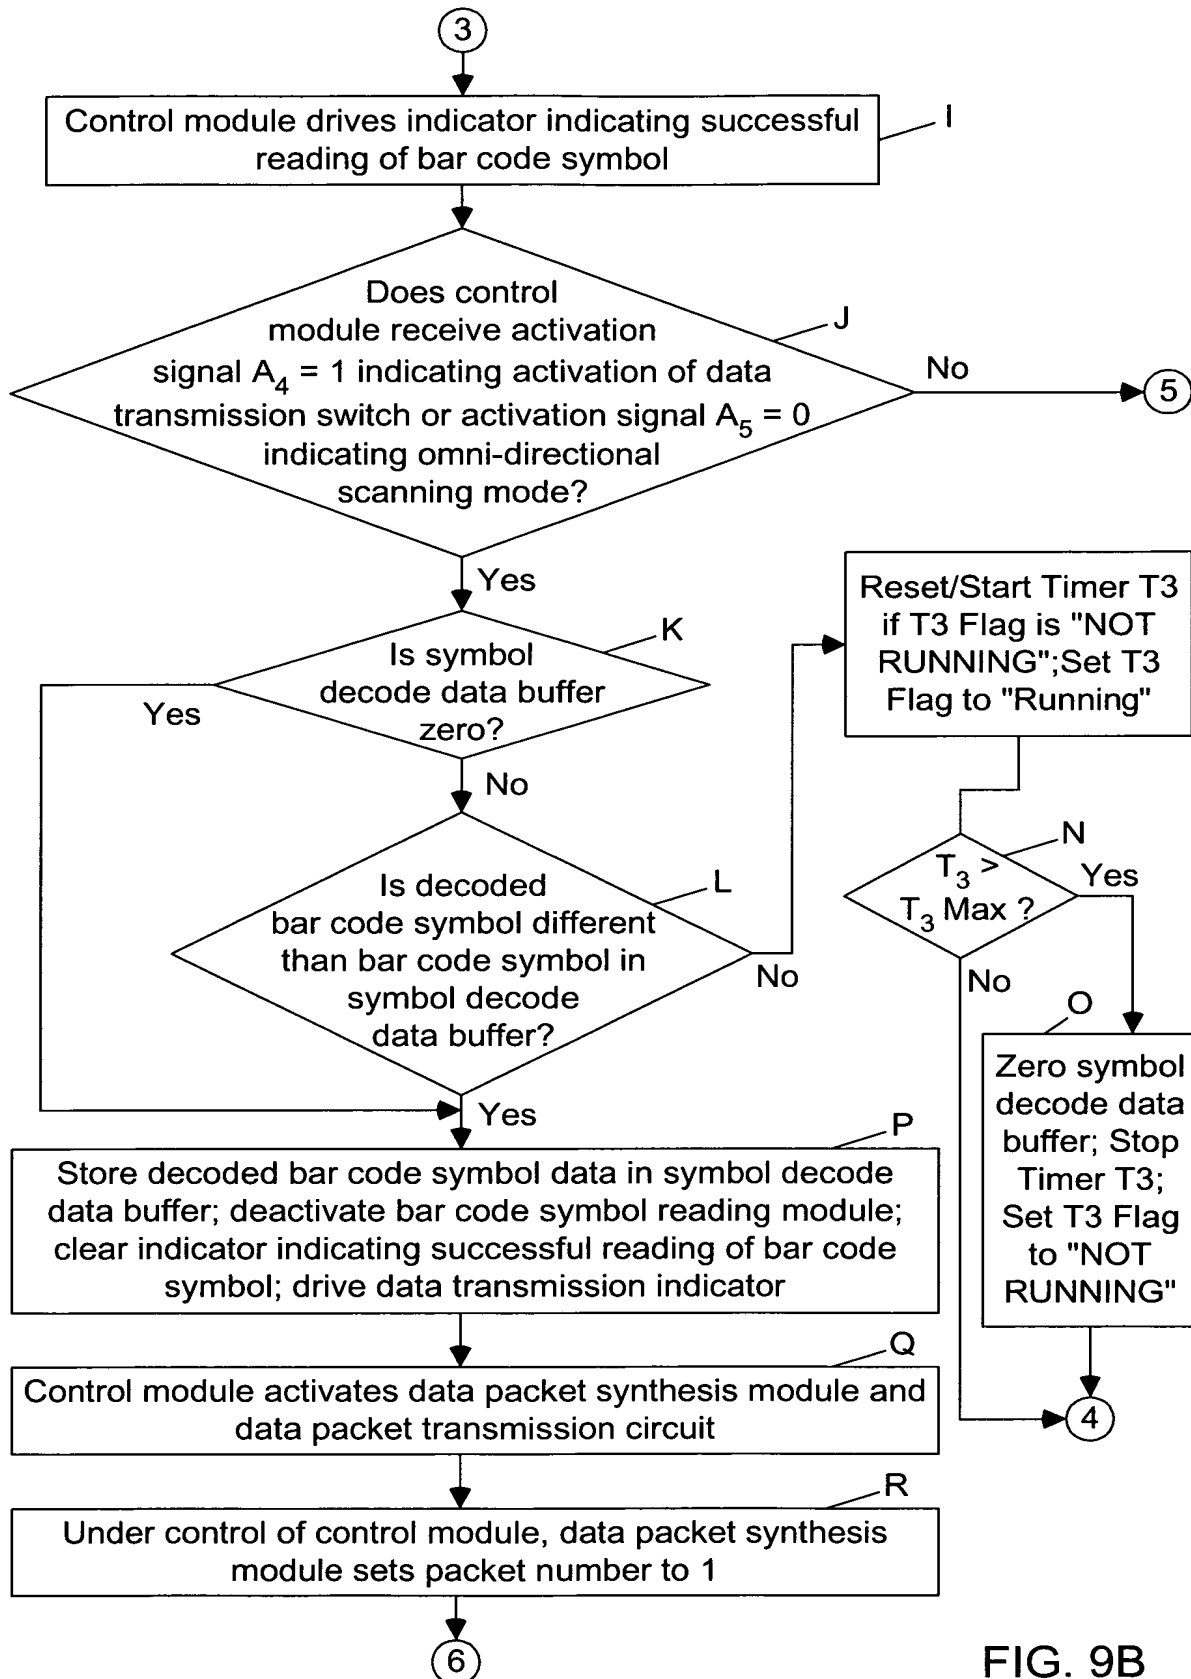 3
Control module drives indicator indicating successful
reading of bar code symbol
I
Does control
module receive activation
signal A4 = 1 indicating activation of data
transmission switch or activation signal A5 = 0
indicating omni-directional
scanning mode?
J
No
5
Yes
Is symbol
decode data buffer
zero?
K
Yes
No
Reset/Start Timer T3
if T3 Flag is "NOT
RUNNING";Set T3
Flag to "Running"
Is decoded
bar code symbol different
than bar code symbol in
symbol decode
data buffer?
L
No
T3 >
T3 Max ?
N
Yes
No
O
Zero symbol
decode data
buffer; Stop
Timer T3;
Set T3 Flag
to "NOT
RUNNING"
4
Yes
P
Store decoded bar code symbol data in symbol decode
data buffer; deactivate bar code symbol reading module;
clear indicator indicating successful reading of bar code
symbol; drive data transmission indicator
Q
Control module activates data packet synthesis module and
data packet transmission circuit
R
Under control of control module, data packet synthesis
module sets packet number to 1
6
FIG. 9B